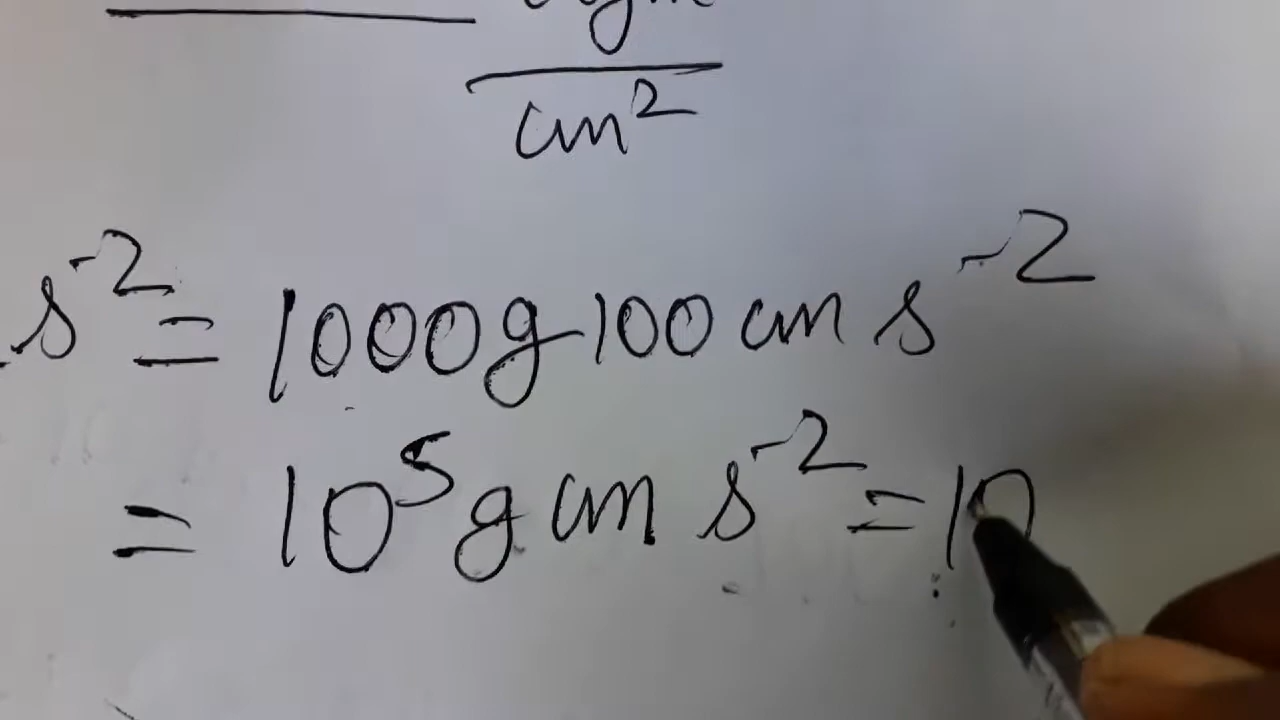 cm²
s⁻² = 1000g 100 cm s⁻²
= 10⁵ g cm s⁻² = 10